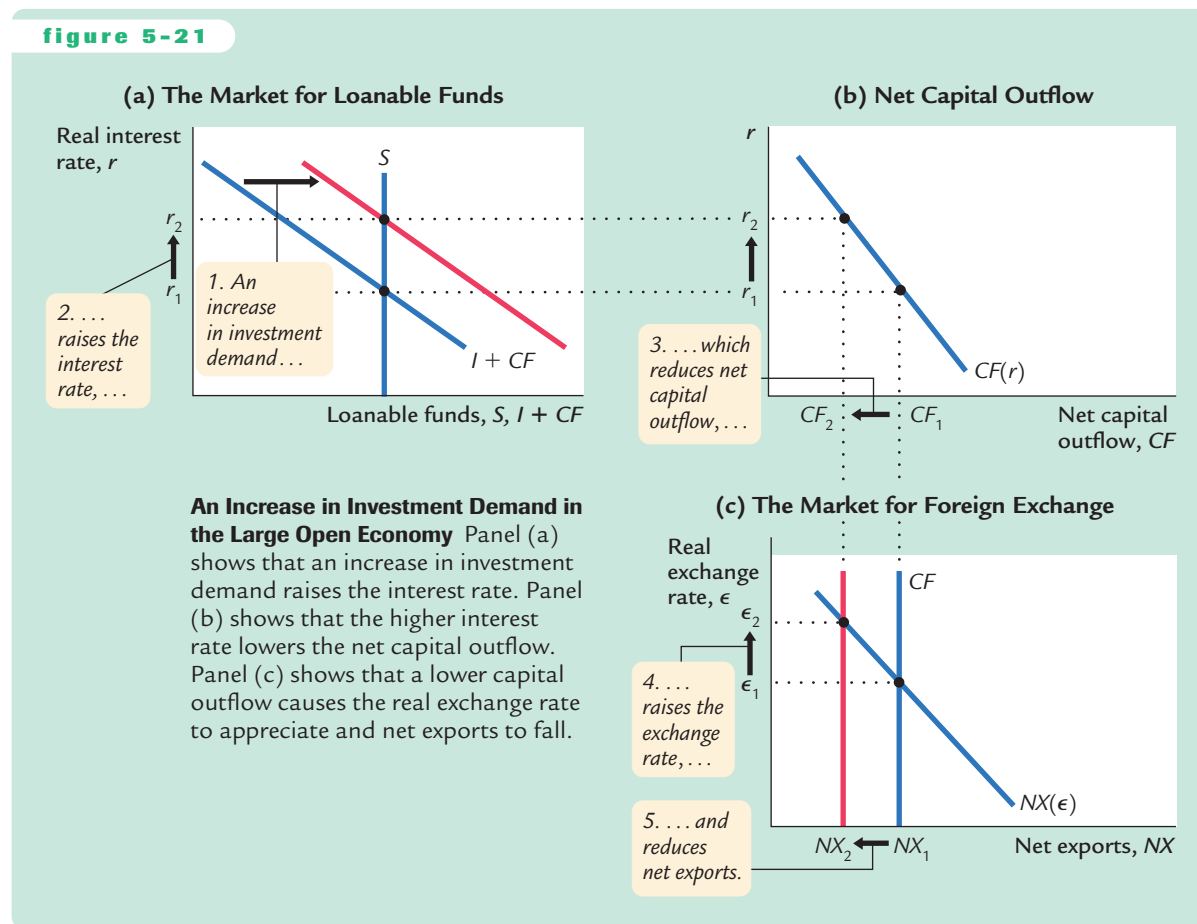 figure 5-21
(a) The Market for Loanable Funds
Real interest
rate, r
S
r2
r1
1. An
increase
in investment
demand . . .
2. . . .
raises the
interest
rate, . . .
I + CF
Loanable funds, S, I + CF
(b) Net Capital Outflow
r
r2
r1
3. . . . which
reduces net
capital
outflow, . . .
CF(r)
CF2
CF1
Net capital
outflow, CF
An Increase in Investment Demand in
the Large Open Economy Panel (a)
shows that an increase in investment
demand raises the interest rate. Panel
(b) shows that the higher interest
rate lowers the net capital outflow.
Panel (c) shows that a lower capital
outflow causes the real exchange rate
to appreciate and net exports to fall.
(c) The Market for Foreign Exchange
Real
exchange
rate, ϵ
CF
ϵ2
ϵ1
4. . . .
raises the
exchange
rate, . . .
NX(ϵ)
5. . . . and
reduces
net exports.
NX2
NX1
Net exports, NX